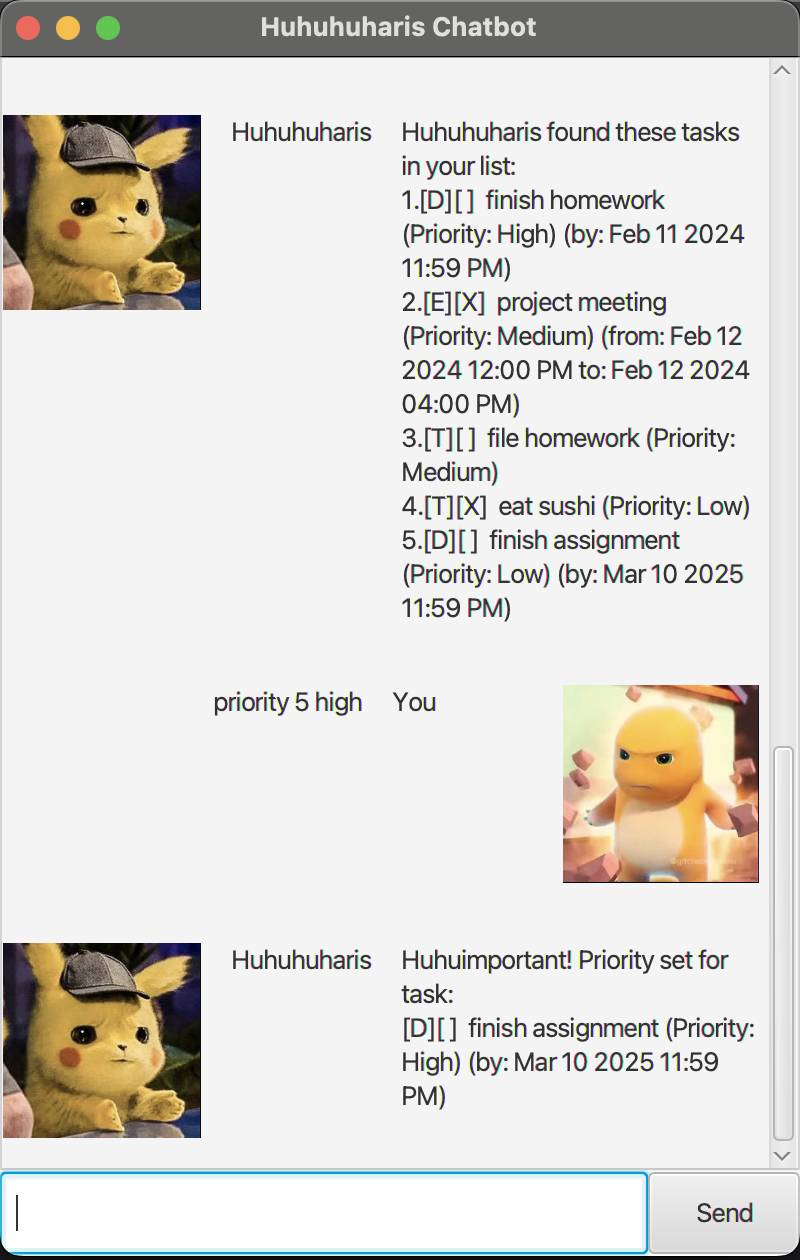 Huhuhuharis Chatbot
Huhuhuharis
Huhuhuharis found these tasks
in your list:
1.[D][ ]  finish homework
(Priority: High) (by: Feb 11 2024
11:59 PM)
2.[E][X]  project meeting
(Priority: Medium) (from: Feb 12
2024 12:00 PM to: Feb 12 2024
04:00 PM)
3.[T][ ]  file homework (Priority:
Medium)
4.[T][X]  eat sushi (Priority: Low)
5.[D][ ]  finish assignment
(Priority: Low) (by: Mar 10 2025
11:59 PM)
priority 5 high
You
Huhuhuharis
Huhuimportant! Priority set for
task:
[D][ ]  finish assignment (Priority:
High) (by: Mar 10 2025 11:59
PM)
Send